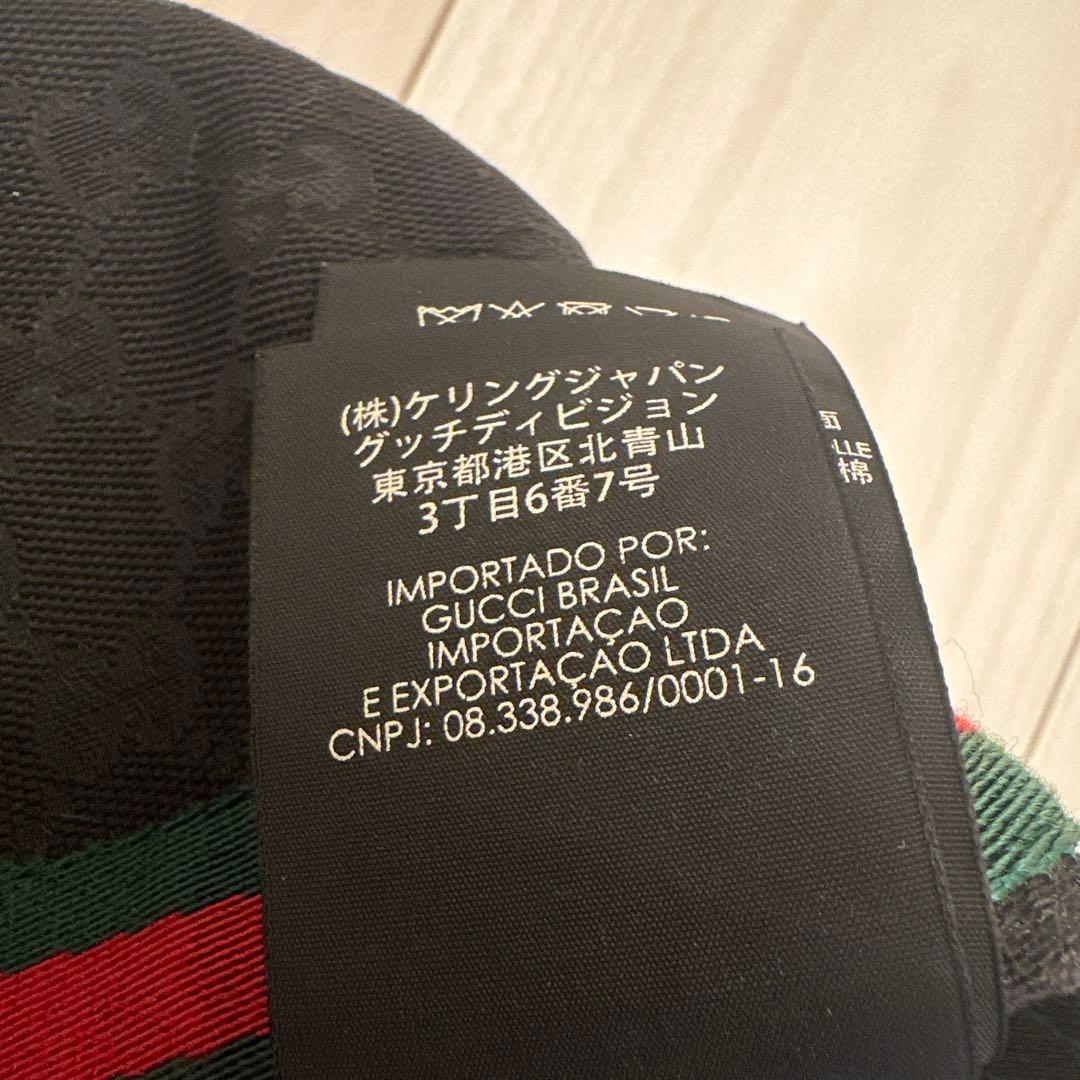 (株)ケリングジャパン
グッチディビジョン
東京都港区北青山
3丁目6番7号
IMPORTADO POR:
GUCCI BRASIL
IMPORTAÇAO
E EXPORTAÇAO LTDA
CNPJ: 08.338.986/0001-16
棉